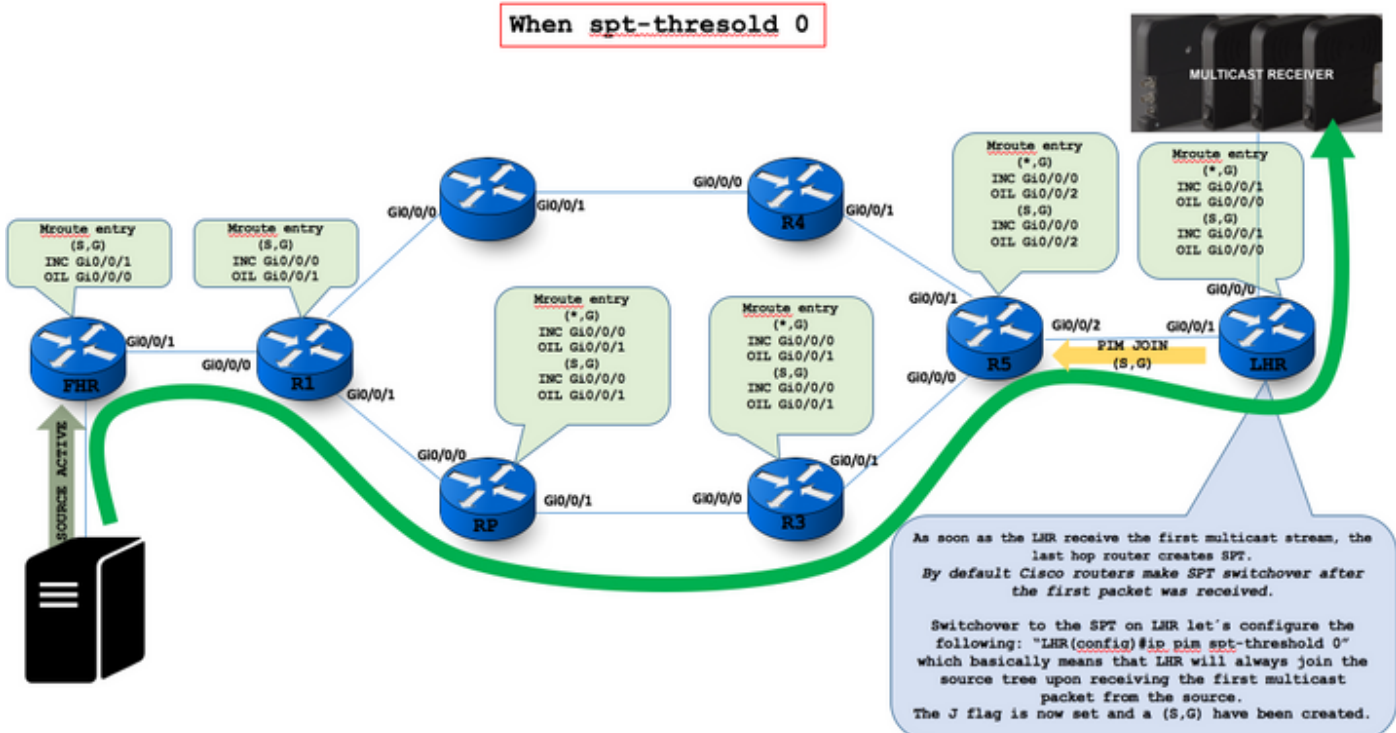 When spt-thresold 0
MULTICAST RECEIVER
Mroute entry
(S,G)
INC Gi0/0/1
OIL Gi0/0/0
Mroute entry
(S,G)
INC Gi0/0/0
OIL Gi0/0/1
Gi0/0/0
Gi0/0/1
Gi0/0/0
R4
Gi0/0/1
Mroute entry
(*,G)
INC Gi0/0/0
OIL Gi0/0/2
(S,G)
INC Gi0/0/0
OIL Gi0/0/2
Mroute entry
(*,G)
INC Gi0/0/1
OIL Gi0/0/0
(S,G)
INC Gi0/0/1
OIL Gi0/0/0
Mroute entry
(*,G)
INC Gi0/0/0
OIL Gi0/0/1
(S,G)
INC Gi0/0/0
OIL Gi0/0/1
Mroute entry
(*,G)
INC Gi0/0/0
OIL Gi0/0/1
(S,G)
INC Gi0/0/0
OIL Gi0/0/1
FHR
Gi0/0/1
Gi0/0/0
R1
Gi0/0/1
Gi0/0/1
R5
Gi0/0/0
Gi0/0/2
PIM JOIN
(S,G)
Gi0/0/0
Gi0/0/1
LHR
SOURCE ACTIVE
Gi0/0/0
RP
Gi0/0/1
Gi0/0/0
R3
Gi0/0/1
As soon as the LHR receive the first multicast stream, the
last hop router creates SPT.
By default Cisco routers make SPT switchover after
the first packet was received.
Switchover to the SPT on LHR let´s configure the
following: “LHR(config)#ip pim spt-threshold 0”
which basically means that LHR will always join the
source tree upon receiving the first multicast
packet from the source.
The J flag is now set and a (S,G) have been created.